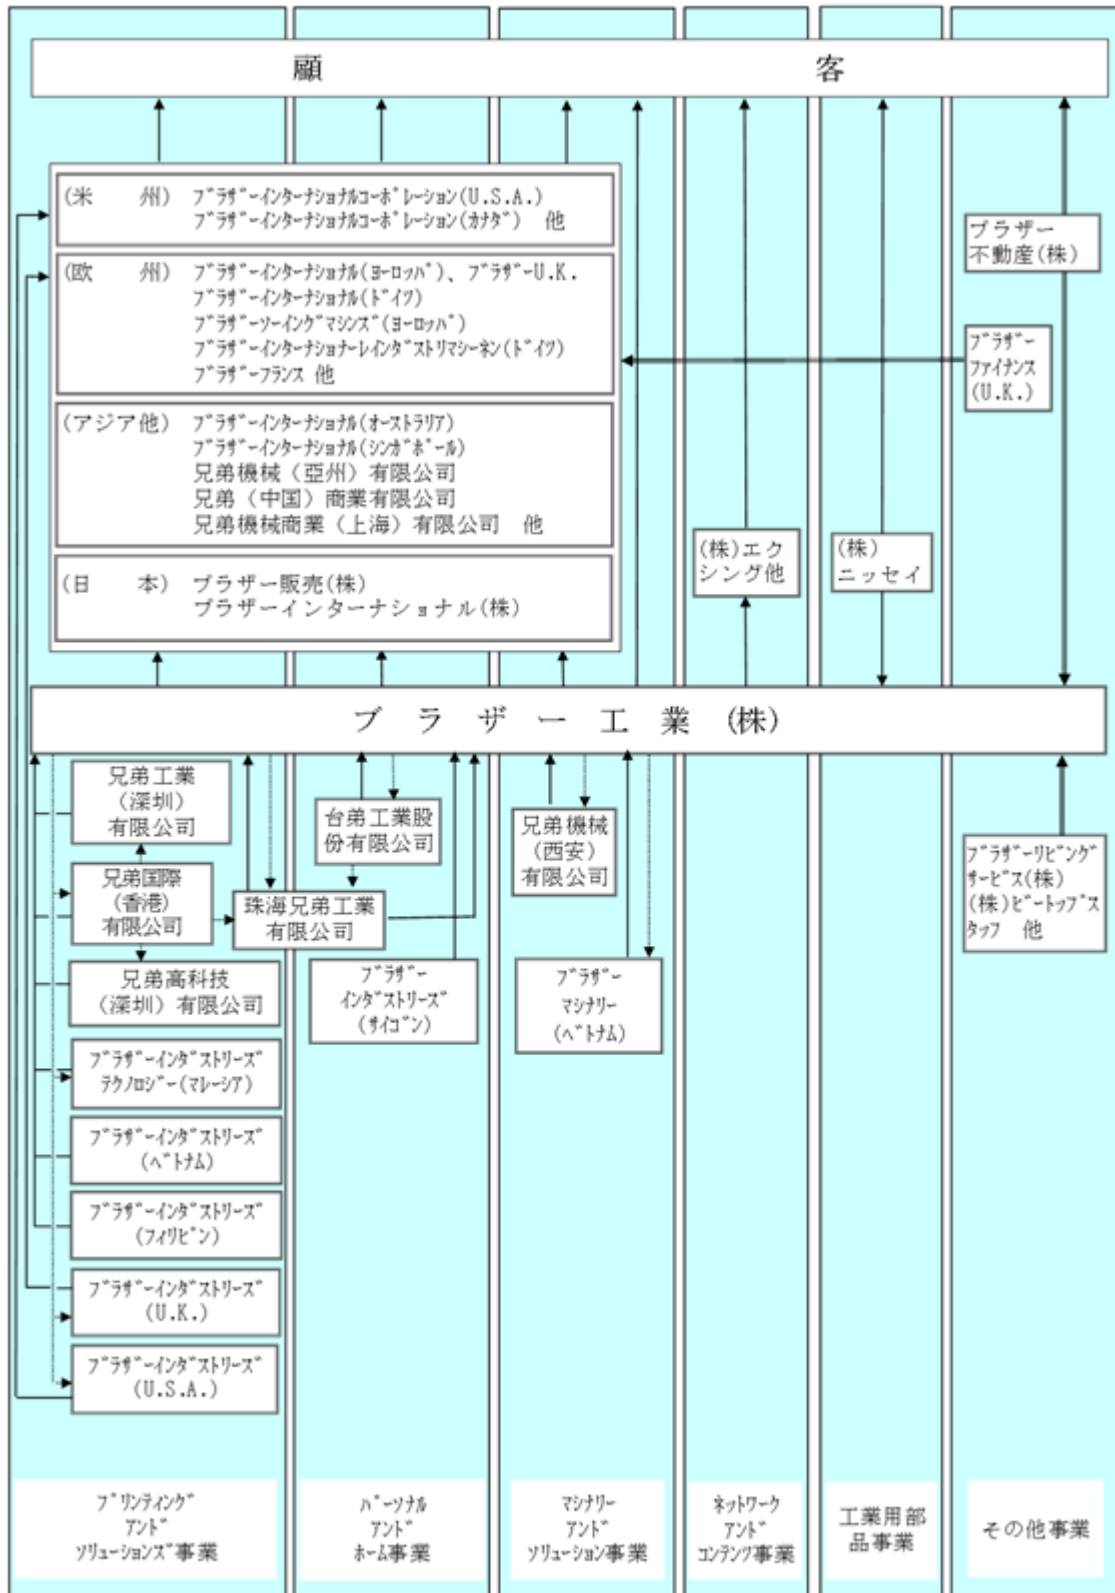 顧客
(米　州) ﾌﾞﾗｻﾞｰｲﾝﾀｰﾅｼｮﾅﾙｺｰﾎﾟﾚｰｼｮﾝ(U.S.A.)
ﾌﾞﾗｻﾞｰｲﾝﾀｰﾅｼｮﾅﾙｺｰﾎﾟﾚｰｼｮﾝ(ｶﾅﾀﾞ) 他
(欧　州) ﾌﾞﾗｻﾞｰｲﾝﾀｰﾅｼｮﾅﾙ(ﾖｰﾛｯﾊﾟ)、ﾌﾞﾗｻﾞｰU.K.
ﾌﾞﾗｻﾞｰｲﾝﾀｰﾅｼｮﾅﾙ(ﾄﾞｲﾂ)
ﾌﾞﾗｻﾞｰｿｰｲﾝｸﾞﾏｼﾝｽﾞ(ﾖｰﾛｯﾊﾟ)
ﾌﾞﾗｻﾞｰｲﾝﾀｰﾅｼｮﾅｰﾚｲﾝﾀﾞｽﾄﾘﾏｼｰﾈﾝ(ﾄﾞｲﾂ)
ﾌﾞﾗｻﾞｰﾌﾗﾝｽ 他
(アジア他) ﾌﾞﾗｻﾞｰｲﾝﾀｰﾅｼｮﾅﾙ(ｵｰｽﾄﾗﾘｱ)
ﾌﾞﾗｻﾞｰｲﾝﾀｰﾅｼｮﾅﾙ(ｼﾝｶﾞﾎﾟｰﾙ)
兄弟機械（亞州）有限公司
兄弟（中国）商業有限公司
兄弟機械商業（上海）有限公司 他
(日　本) ブラザー販売(株)
ブラザーインターナショナル(株)
ブラザー
不動産(株)
ﾌﾞﾗｻﾞｰ
ﾌｧｲﾅﾝｽ
(U.K.)
(株)エク
シング他
(株)
ニッセイ
ブラザー工業(株)
兄弟工業
（深圳）
有限公司
兄弟国際
(香港)
有限公司
兄弟高科技
（深圳）有限公司
ﾌﾞﾗｻﾞｰｲﾝﾀﾞｽﾄﾘｰｽﾞ
ﾃｸﾉﾛｼﾞｰ(ﾏﾚｰｼｱ)
ﾌﾞﾗｻﾞｰｲﾝﾀﾞｽﾄﾘｰｽﾞ
(ﾍﾞﾄﾅﾑ)
ﾌﾞﾗｻﾞｰｲﾝﾀﾞｽﾄﾘｰｽﾞ
(ﾌｨﾘﾋﾟﾝ)
ﾌﾞﾗｻﾞｰｲﾝﾀﾞｽﾄﾘｰｽﾞ
(U.K.)
ﾌﾞﾗｻﾞｰｲﾝﾀﾞｽﾄﾘｰｽﾞ
(U.S.A.)
珠海兄弟工業
有限公司
台弟工業股
份有限公司
ﾌﾞﾗｻﾞｰ
ｲﾝﾀﾞｽﾄﾘｰｽﾞ
(ｻｲｺﾞﾝ)
兄弟機械
（西安）
有限公司
ﾌﾞﾗｻﾞｰ
ﾏｼﾅﾘｰ
(ﾍﾞﾄﾅﾑ)
ﾌﾞﾗｻﾞｰﾘﾋﾞﾝｸﾞ
ｻｰﾋﾞｽ(株)
(株)ﾋﾞｰﾄｯﾌﾟｽ
ﾀｯﾌ 他
ﾌﾟﾘﾝﾃｨﾝｸﾞ
ｱﾝﾄﾞ
ｿﾘｭｰｼｮﾝｽﾞ事業
ﾊﾟｰｿﾅﾙ
ｱﾝﾄﾞ
ﾎｰﾑ事業
ﾏｼﾅﾘｰ
ｱﾝﾄﾞ
ｿﾘｭｰｼｮﾝ事業
ﾈｯﾄﾜｰｸ
ｱﾝﾄﾞ
ｺﾝﾃﾝﾂ事業
工業用部
品事業
その他事業